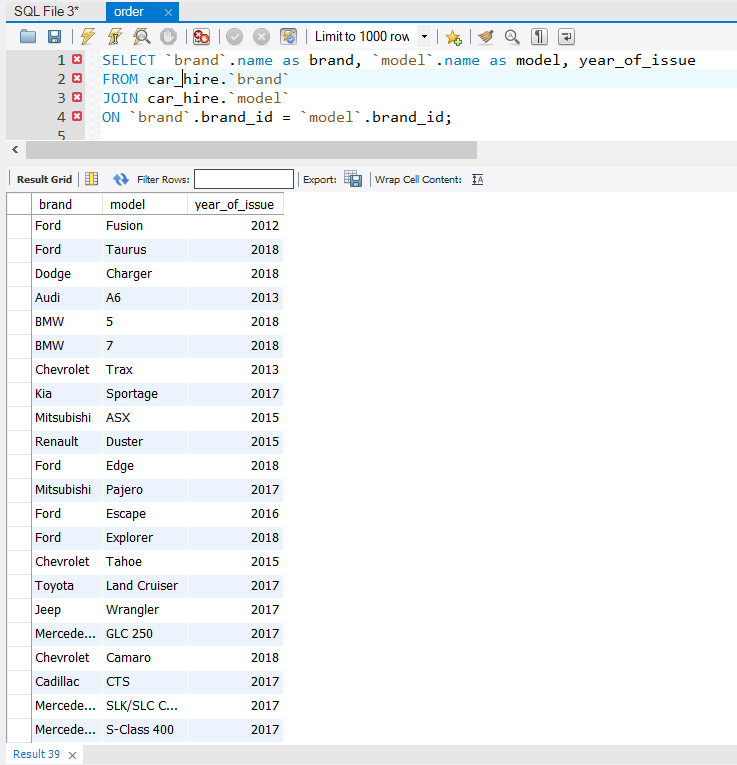 SQL File 3*
order
Limit to 1000 row
1 SELECT `brand`.name as brand, `model`.name as model, year_of_issue
2 FROM car_hire.`brand`
3 JOIN car_hire.`model`
4 ON `brand`.brand_id = `model`.brand_id;
5
Result Grid Filter Rows: Export: Wrap Cell Content:
brand model year_of_issue
Ford Fusion 2012
Ford Taurus 2018
Dodge Charger 2018
Audi A6 2013
BMW 5 2018
BMW 7 2018
Chevrolet Trax 2013
Kia Sportage 2017
Mitsubishi ASX 2015
Renault Duster 2015
Ford Edge 2018
Mitsubishi Pajero 2017
Ford Escape 2016
Ford Explorer 2018
Chevrolet Tahoe 2015
Toyota Land Cruiser 2017
Jeep Wrangler 2017
Mercede... GLC 250 2017
Chevrolet Camaro 2018
Cadillac CTS 2017
Mercede... SLK/SLC C... 2017
Mercede... S-Class 400 2017
Result 39